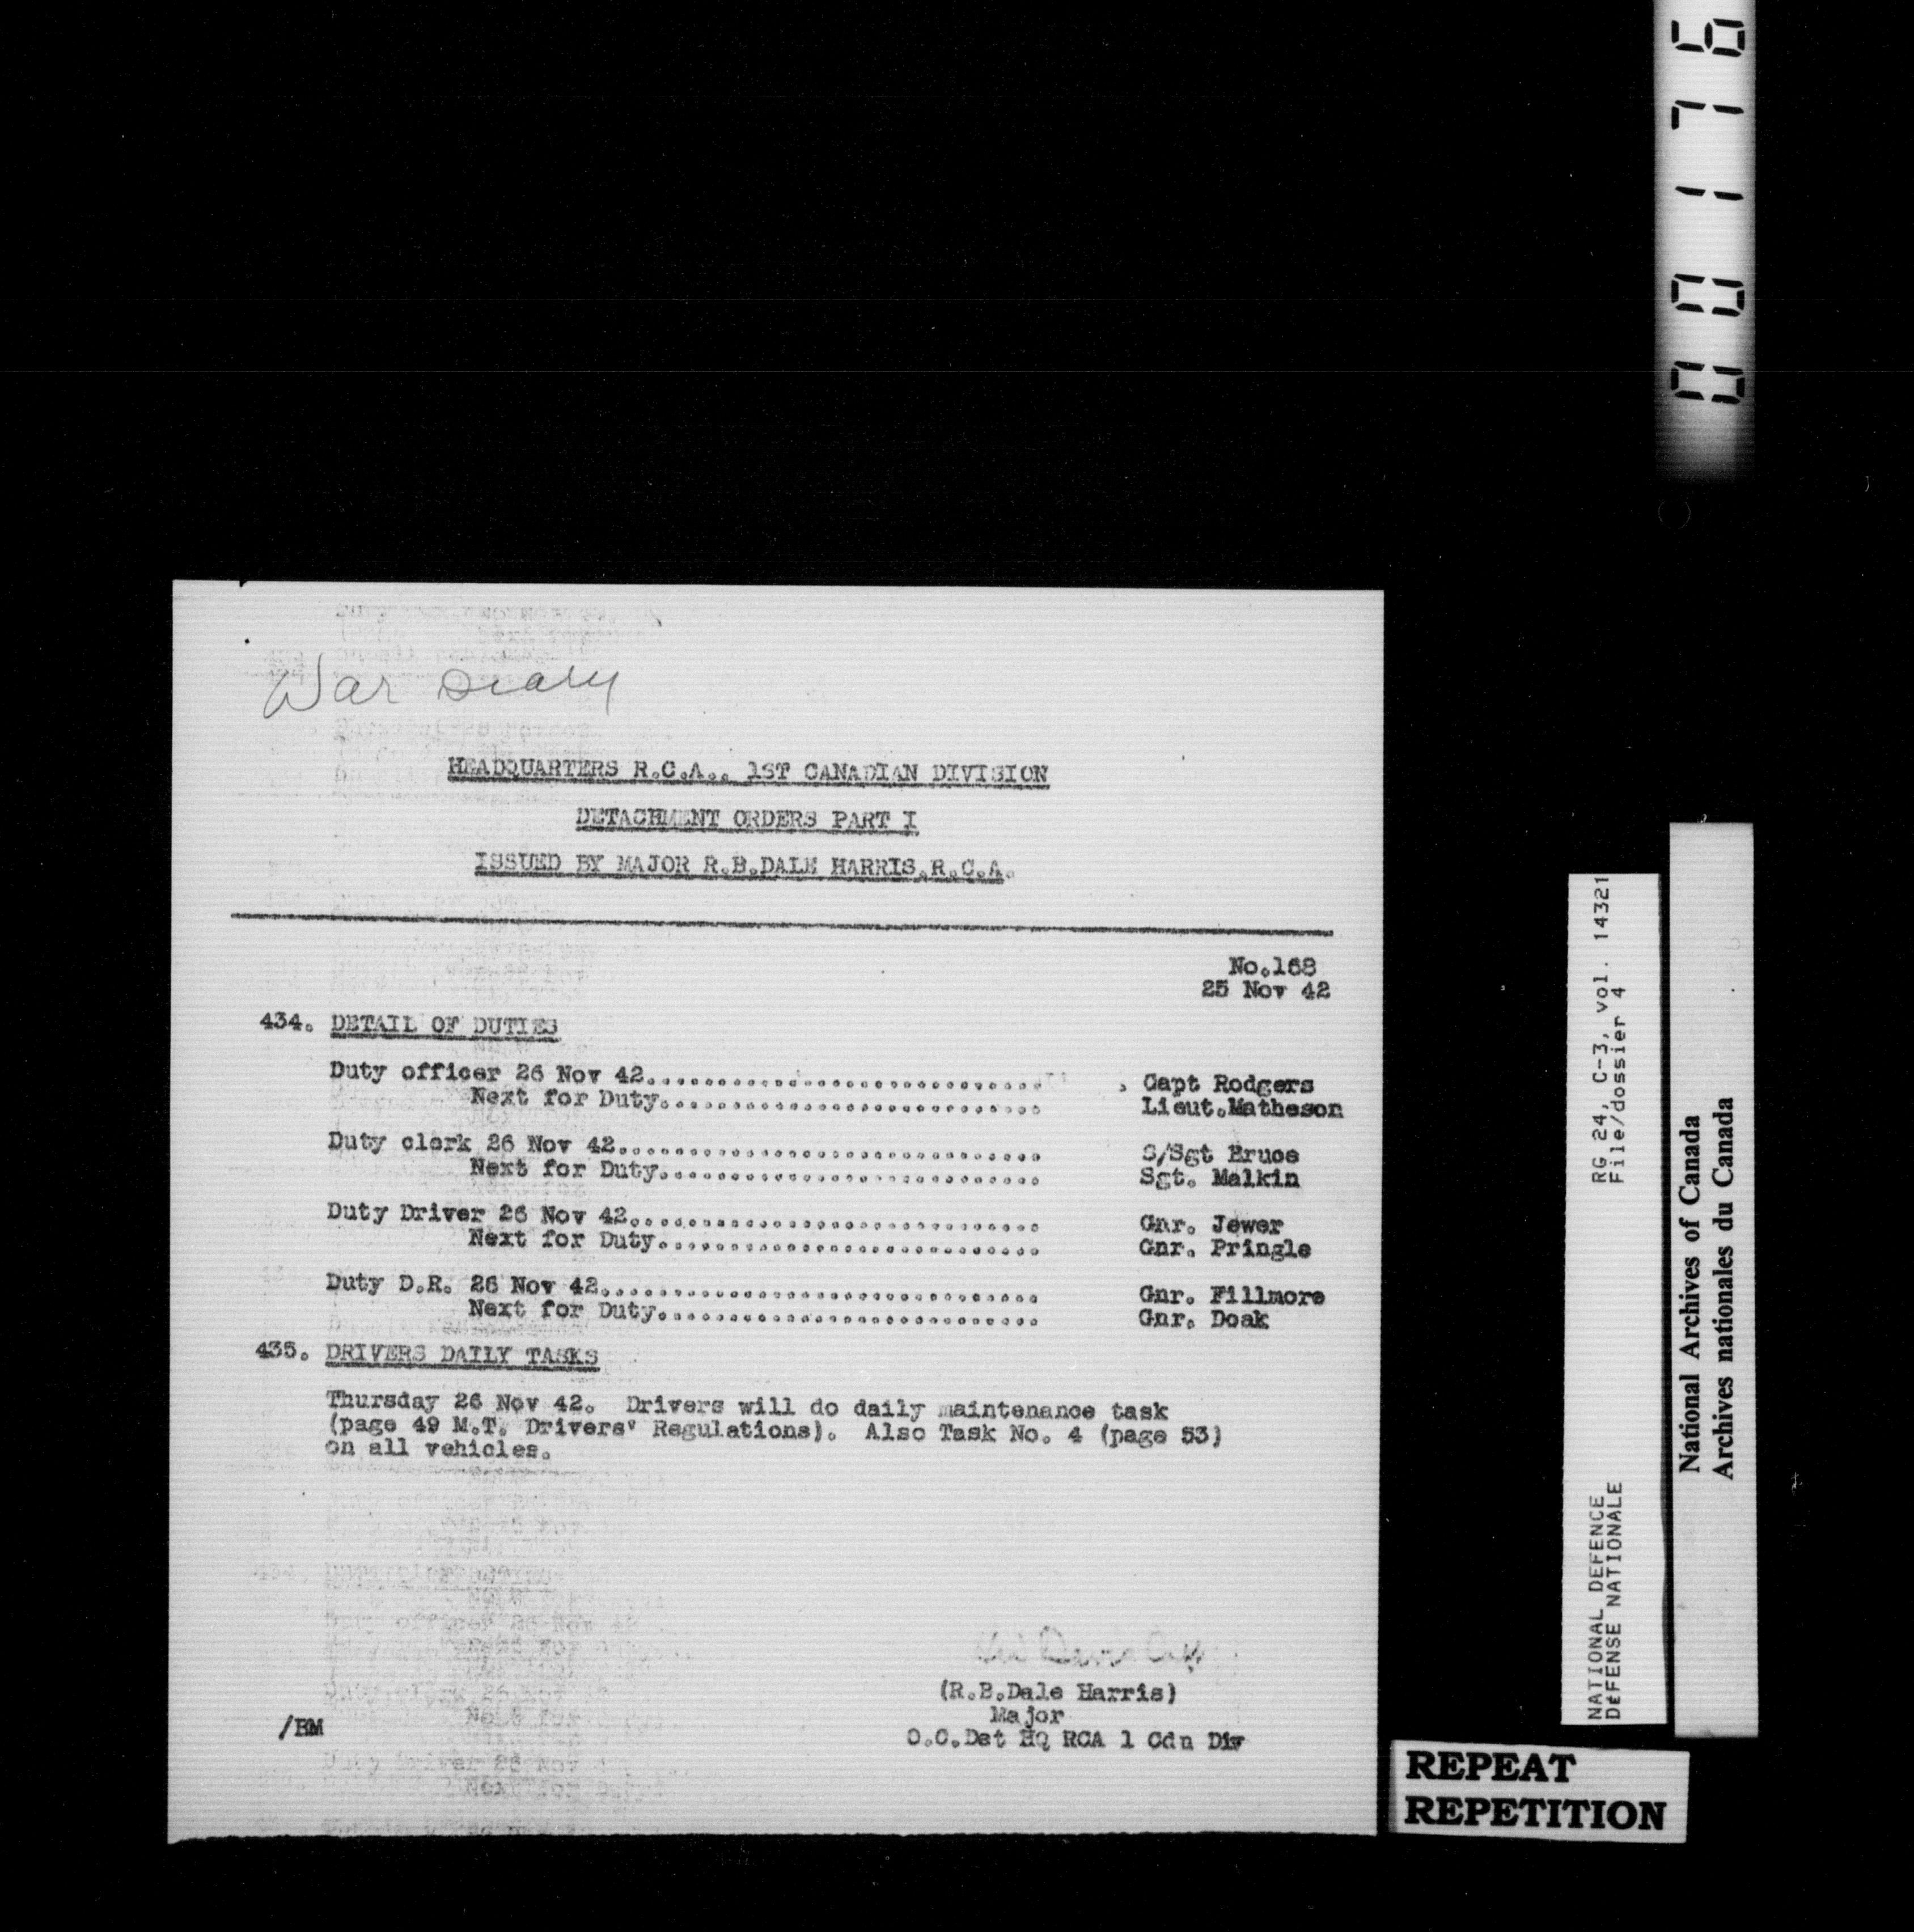 War Diary
HEADQUARTERS R.C.A., 1ST CANADIAN DIVISION
DETACHMENT ORDERS PART I
ISSUED BY MAJOR R.B.DALE HARRIS,R.C.A.
No.168
25 Nov 42
434. DETAIL OF DUTIES
Duty officer 26 Nov 42................................. Capt Rodgers
Next for Duty........................... Lieut.Matheson
Duty clerk 26 Nov 42................................... S/Sgt Bruce
Next for Duty........................... Sgt. Malkin
Duty Driver 26 Nov 42.................................. Gnr. Jewer
Next for Duty........................... Gnr. Pringle
Duty D.R. 26 Nov 42.................................... Gnr. Fillmore
Next for Duty........................... Gnr. Doak
435. DRIVERS DAILY TASKS
Thursday 26 Nov 42. Drivers will do daily maintenance task
(page 49 M.T. Drivers' Regulations). Also Task No. 4 (page 53)
on all vehicles.
(R.B.Dale Harris)
Major
/BM
O.C.Det HQ RCA 1 Cdn Div
00176
NATIONAL DEFENCE RG 24, C-3, vol. 14321
DÉFENSE NATIONALE File/dossier 4
National Archives of Canada
Archives nationales du Canada
REPEAT
REPETITION